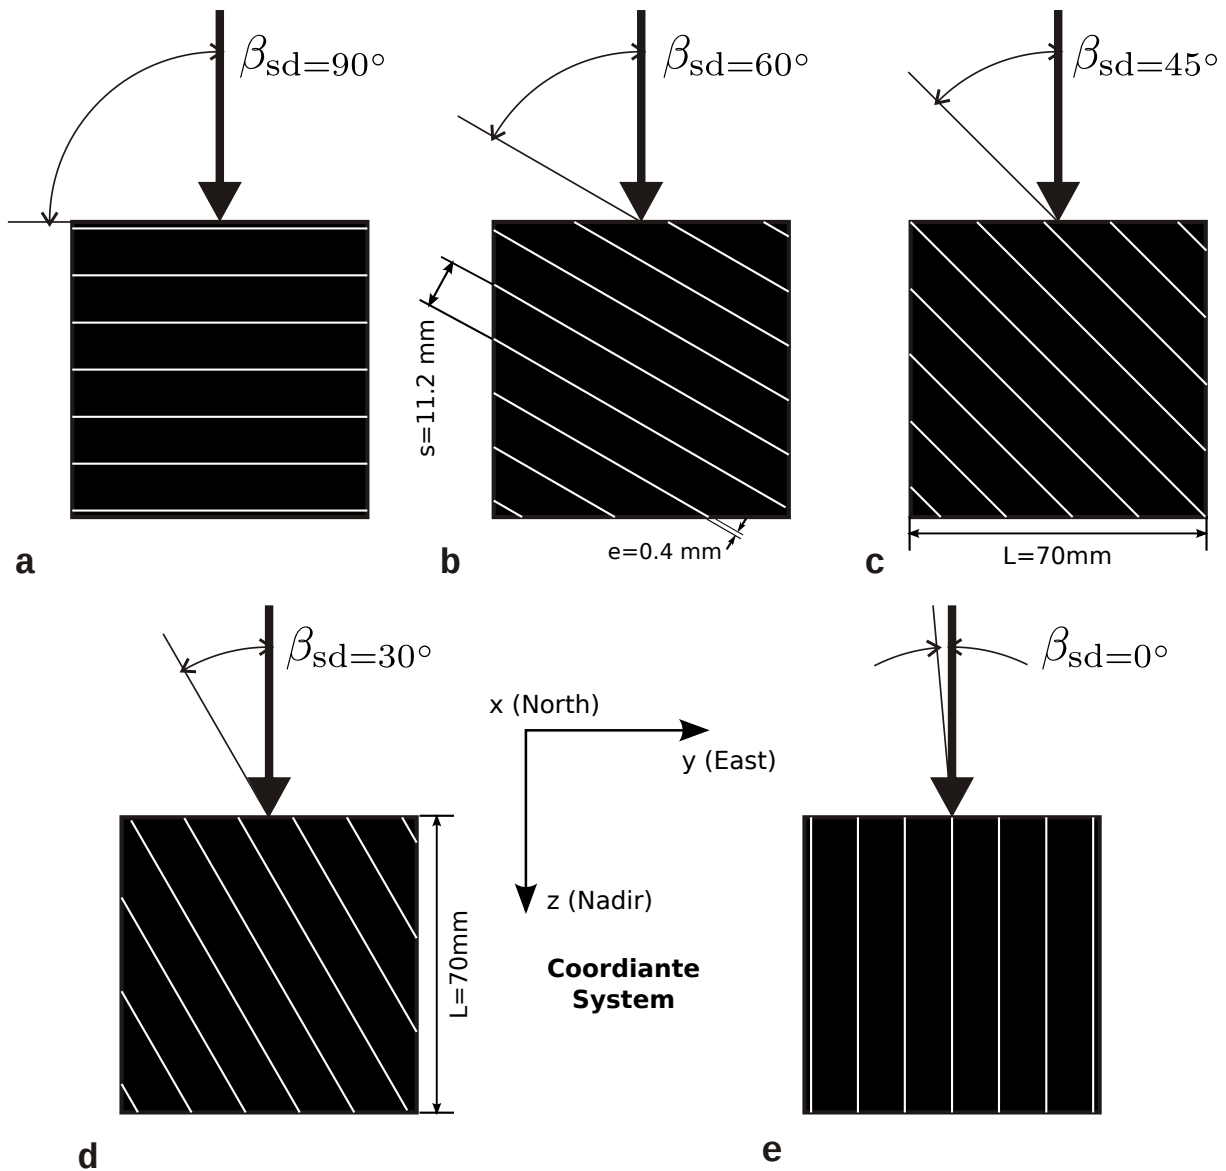 βsd=90°
βsd=60°
βsd=45°
s=11.2 mm
e=0.4 mm
L=70mm
a
b
c
βsd=30°
βsd=0°
x (North)
y (East)
z (Nadir)
L=70mm
Coordiante
System
d
e